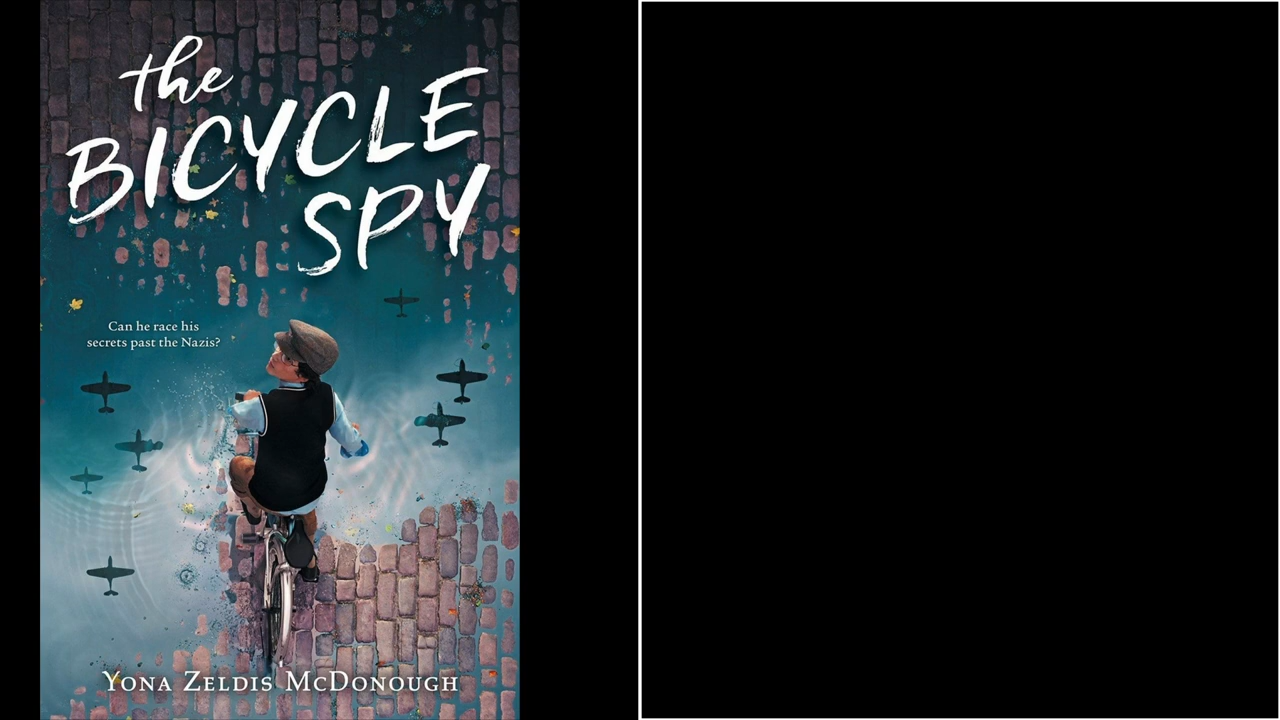 the
BICYCLE
SPY
Can he race his
secrets past the Nazis?
YONA ZELDIS MCDONOUGH